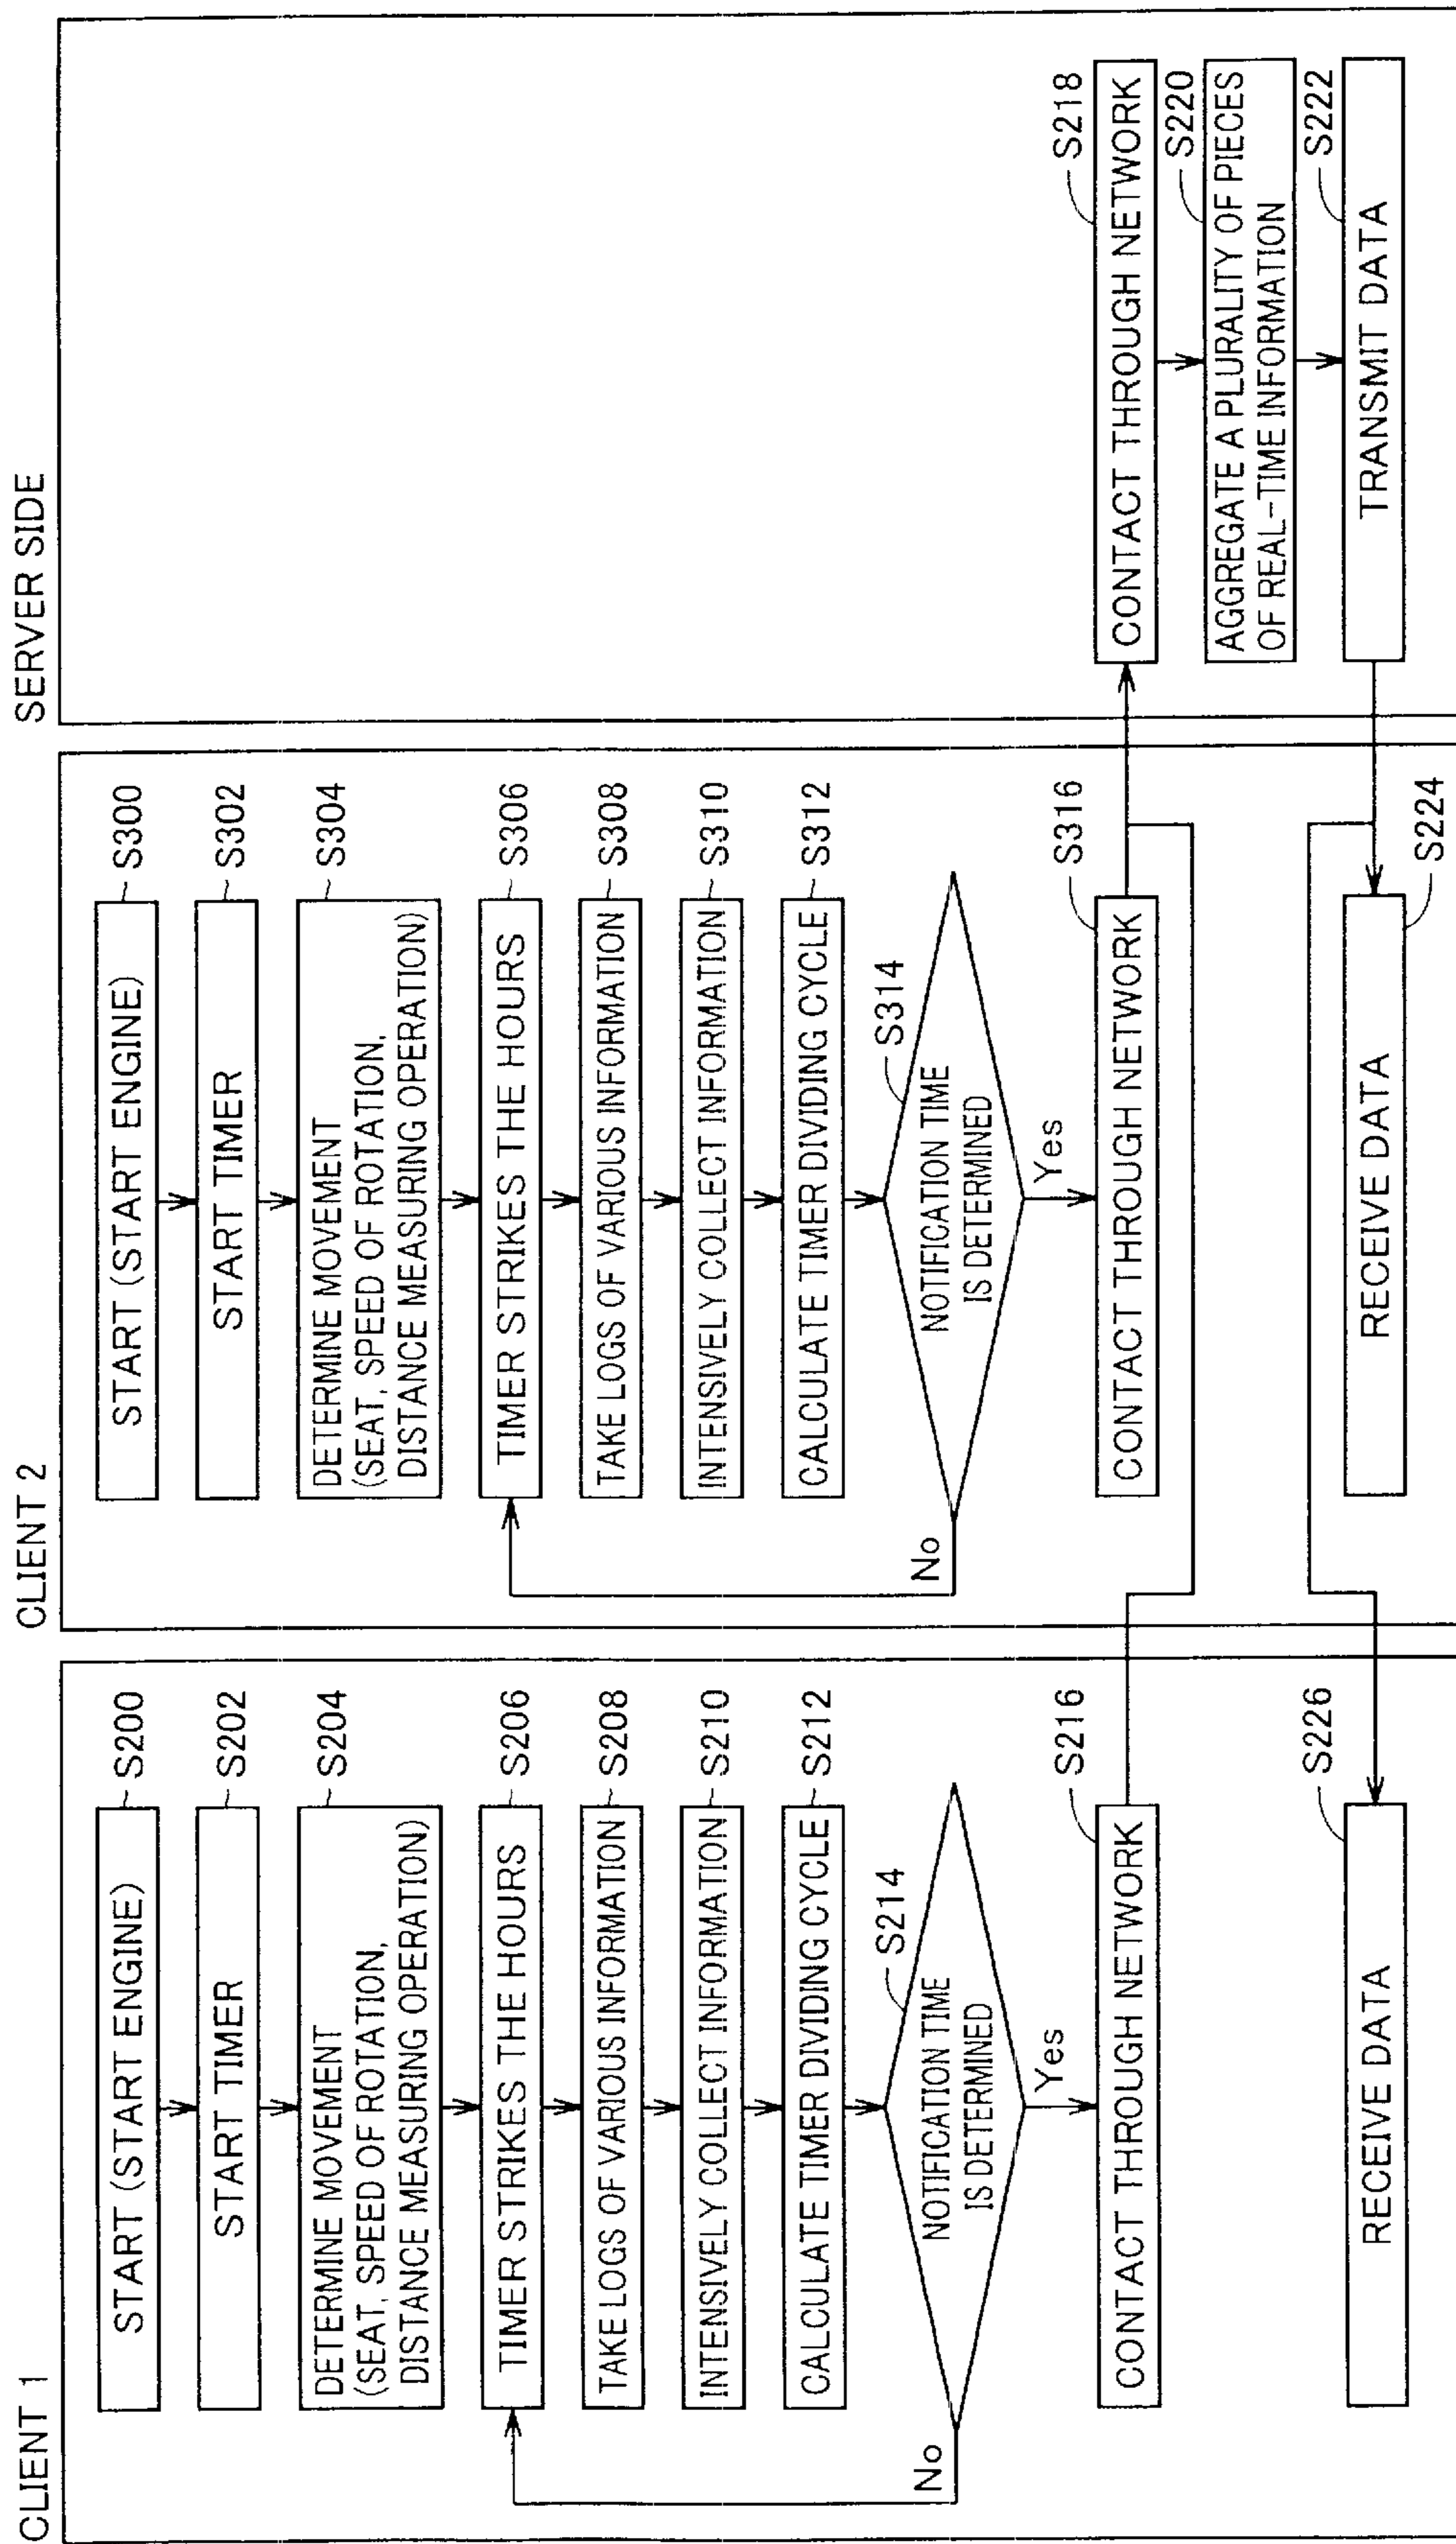 CLIENT 1
START (START ENGINE)
S200
START TIMER
S202
DETERMINE MOVEMENT
(SEAT, SPEED OF ROTATION,
DISTANCE MEASURING OPERATION)
S204
TIMER STRIKES THE HOURS
S206
TAKE LOGS OF VARIOUS INFORMATION
S208
INTENSIVELY COLLECT INFORMATION
S210
CALCULATE TIMER DIVIDING CYCLE
S212
NOTIFICATION TIME
IS DETERMINED
S214
No
Yes
CONTACT THROUGH NETWORK
S216
RECEIVE DATA
S226
CLIENT 2
START (START ENGINE)
S300
START TIMER
S302
DETERMINE MOVEMENT
(SEAT, SPEED OF ROTATION,
DISTANCE MEASURING OPERATION)
S304
TIMER STRIKES THE HOURS
S306
TAKE LOGS OF VARIOUS INFORMATION
S308
INTENSIVELY COLLECT INFORMATION
S310
CALCULATE TIMER DIVIDING CYCLE
S312
NOTIFICATION TIME
IS DETERMINED
S314
No
Yes
CONTACT THROUGH NETWORK
S316
RECEIVE DATA
S224
SERVER SIDE
CONTACT THROUGH NETWORK
S218
AGGREGATE A PLURALITY OF PIECES
OF REAL-TIME INFORMATION
S220
TRANSMIT DATA
S222